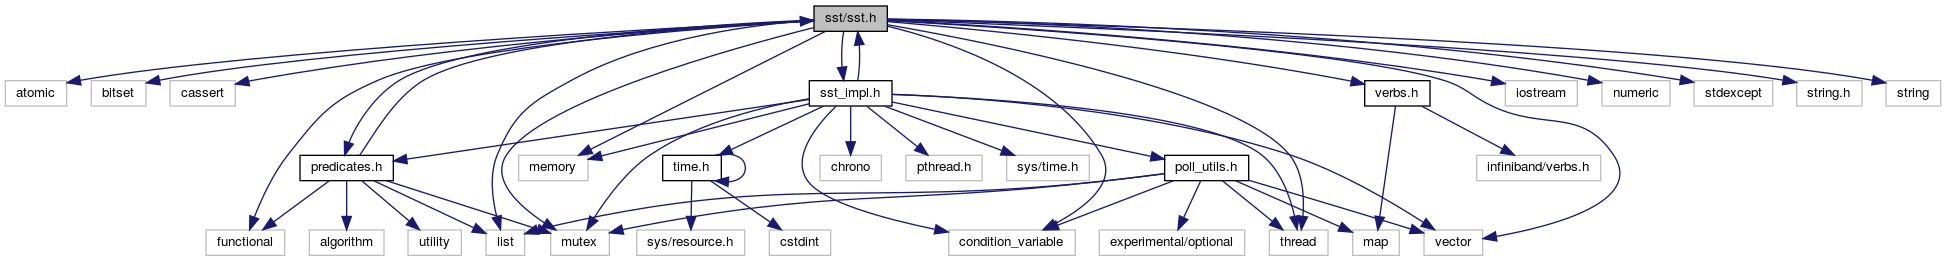 sst/sst.h
atomic
bitset
cassert
sst_impl.h
verbs.h
iostream
numeric
stdexcept
string.h
string
predicates.h
memory
time.h
chrono
pthread.h
sys/time.h
poll_utils.h
infiniband/verbs.h
functional
algorithm
utility
list
mutex
sys/resource.h
cstdint
condition_variable
experimental/optional
thread
map
vector